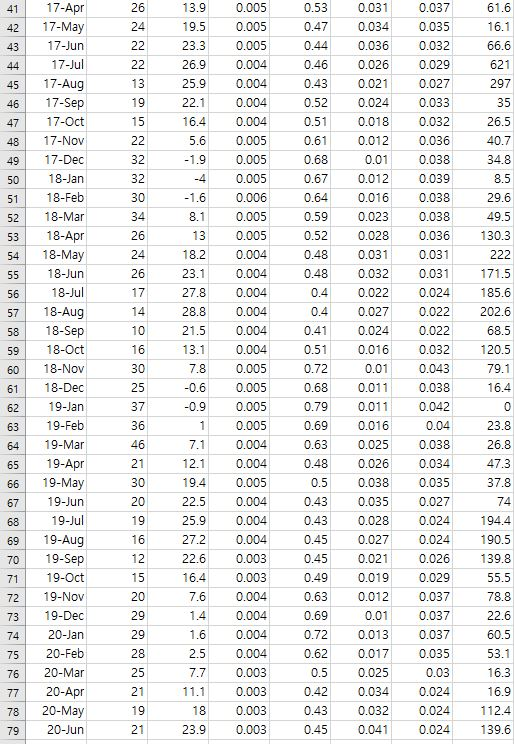 41 17-Apr 26 13.9 0.005 0.53 0.031 0.037 61.6
42 17-May 24 19.5 0.005 0.47 0.034 0.035 16.1
43 17-Jun 22 23.3 0.005 0.44 0.036 0.032 66.6
44 17-Jul 22 26.9 0.004 0.46 0.026 0.029 621
45 17-Aug 13 25.9 0.004 0.43 0.021 0.027 297
46 17-Sep 19 22.1 0.004 0.52 0.024 0.033 35
47 17-Oct 15 16.4 0.004 0.51 0.018 0.032 26.5
48 17-Nov 22 5.6 0.005 0.61 0.012 0.036 40.7
49 17-Dec 32 -1.9 0.005 0.68 0.01 0.038 34.8
50 18-Jan 32 -4 0.005 0.67 0.012 0.039 8.5
51 18-Feb 30 -1.6 0.006 0.64 0.016 0.038 29.6
52 18-Mar 34 8.1 0.005 0.59 0.023 0.038 49.5
53 18-Apr 26 13 0.005 0.52 0.028 0.036 130.3
54 18-May 24 18.2 0.004 0.48 0.031 0.031 222
55 18-Jun 26 23.1 0.004 0.48 0.032 0.031 171.5
56 18-Jul 17 27.8 0.004 0.4 0.022 0.024 185.6
57 18-Aug 14 28.8 0.004 0.4 0.027 0.022 202.6
58 18-Sep 10 21.5 0.004 0.41 0.024 0.022 68.5
59 18-Oct 16 13.1 0.004 0.51 0.016 0.032 120.5
60 18-Nov 30 7.8 0.005 0.72 0.01 0.043 79.1
61 18-Dec 25 -0.6 0.005 0.68 0.011 0.038 16.4
62 19-Jan 37 -0.9 0.005 0.79 0.011 0.042 0
63 19-Feb 36 1 0.005 0.69 0.016 0.04 23.8
64 19-Mar 46 7.1 0.004 0.63 0.025 0.038 26.8
65 19-Apr 21 12.1 0.004 0.48 0.026 0.034 47.3
66 19-May 30 19.4 0.005 0.5 0.038 0.035 37.8
67 19-Jun 20 22.5 0.004 0.43 0.035 0.027 74
68 19-Jul 19 25.9 0.004 0.43 0.028 0.024 194.4
69 19-Aug 16 27.2 0.004 0.45 0.027 0.024 190.5
70 19-Sep 12 22.6 0.003 0.45 0.021 0.026 139.8
71 19-Oct 15 16.4 0.003 0.49 0.019 0.029 55.5
72 19-Nov 20 7.6 0.004 0.63 0.012 0.037 78.8
73 19-Dec 29 1.4 0.004 0.69 0.01 0.037 22.6
74 20-Jan 29 1.6 0.004 0.72 0.013 0.037 60.5
75 20-Feb 28 2.5 0.004 0.62 0.017 0.035 53.1
76 20-Mar 25 7.7 0.003 0.5 0.025 0.03 16.3
77 20-Apr 21 11.1 0.003 0.42 0.034 0.024 16.9
78 20-May 19 18 0.003 0.43 0.032 0.024 112.4
79 20-Jun 21 23.9 0.003 0.45 0.041 0.024 139.6